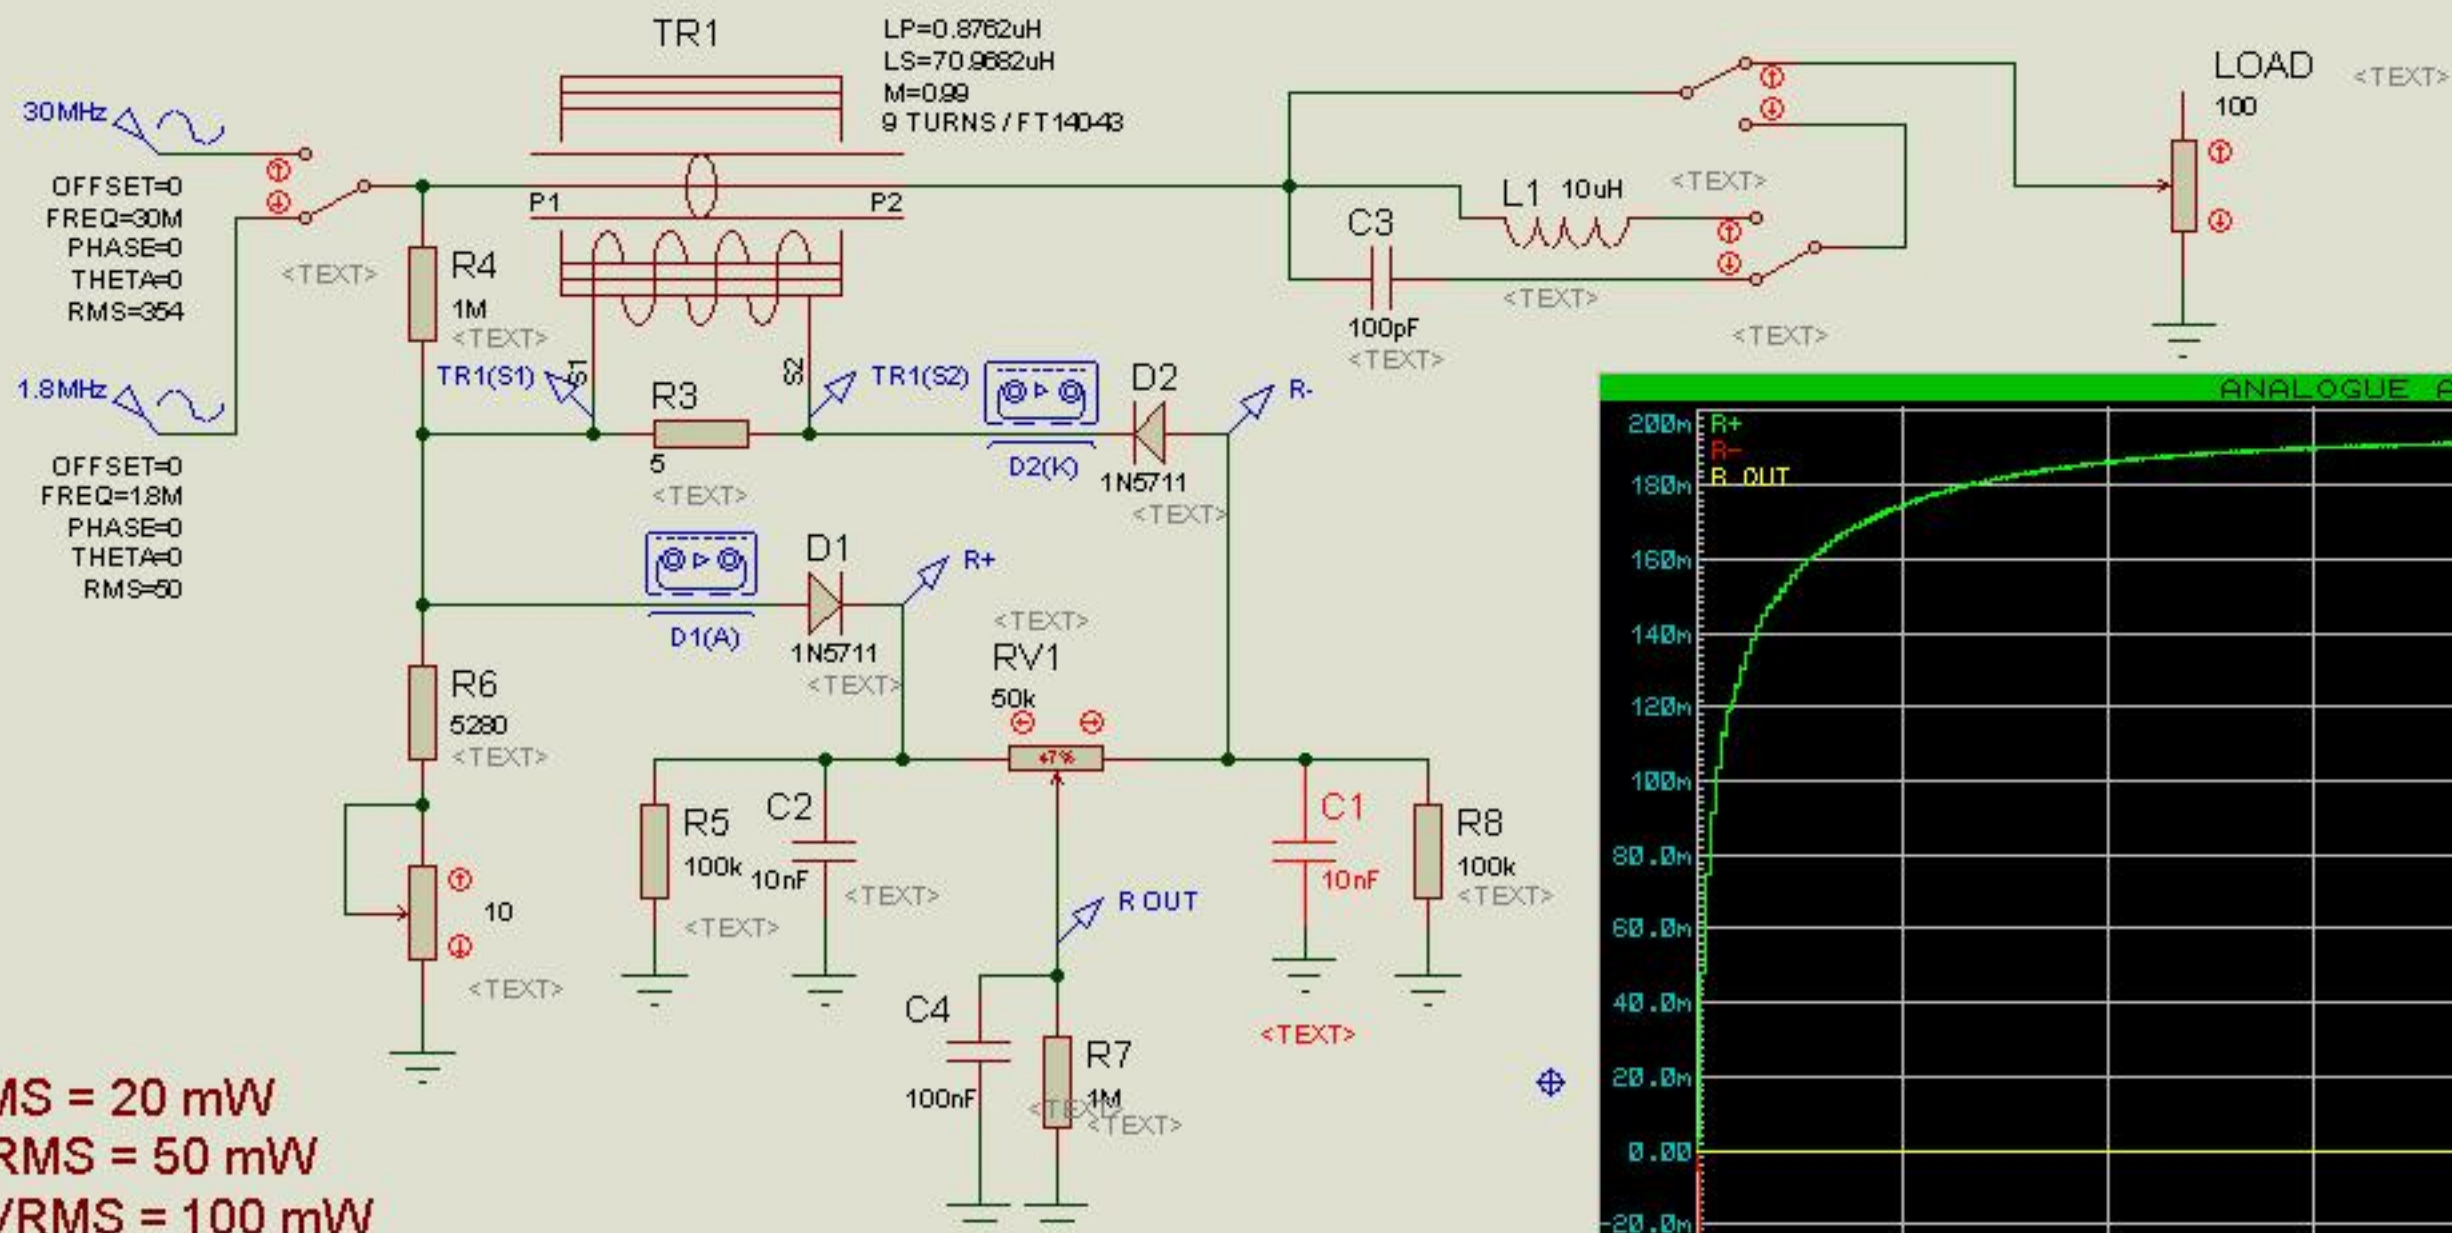 TR1
LP=0.8762uH
LS=70.9682uH
M=0.99
9 TURNS / FT140-43
30MHz
OFFSET=0
FREQ=30M
PHASE=0
THETA=0
RMS=354
<TEXT>
P1
P2
R4
1M
<TEXT>
1.8MHz
OFFSET=0
FREQ=1.8M
PHASE=0
THETA=0
RMS=50
TR1(S1)
S1
S2
TR1(S2)
R3
5
<TEXT>
D2(K)
D2
1N5711
<TEXT>
R-
L1
10uH
<TEXT>
C3
100pF
<TEXT>
<TEXT>
<TEXT>
LOAD
100
<TEXT>
D1(A)
D1
1N5711
<TEXT>
R+
<TEXT>
RV1
50k
47%
R6
5280
<TEXT>
10
<TEXT>
R5
100k
<TEXT>
C2
10nF
<TEXT>
C1
10nF
<TEXT>
R8
100k
<TEXT>
R OUT
C4
100nF
R7
1M
<TEXT>
<TEXT>
MS = 20 mW
RMS = 50 mW
VRMS = 100 mW
ANALOGUE A
R+
R-
R OUT
200m
180m
160m
140m
120m
100m
80.0m
60.0m
40.0m
20.0m
0.00
-20.0m